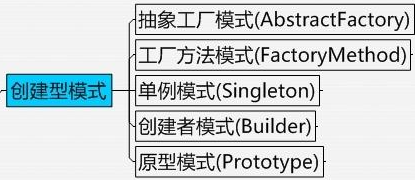 抽象工厂模式(AbstractFactory)
工厂方法模式(FactoryMethod)
创建型模式
单例模式(Singleton)
创建者模式(Builder)
原型模式(Prototype)